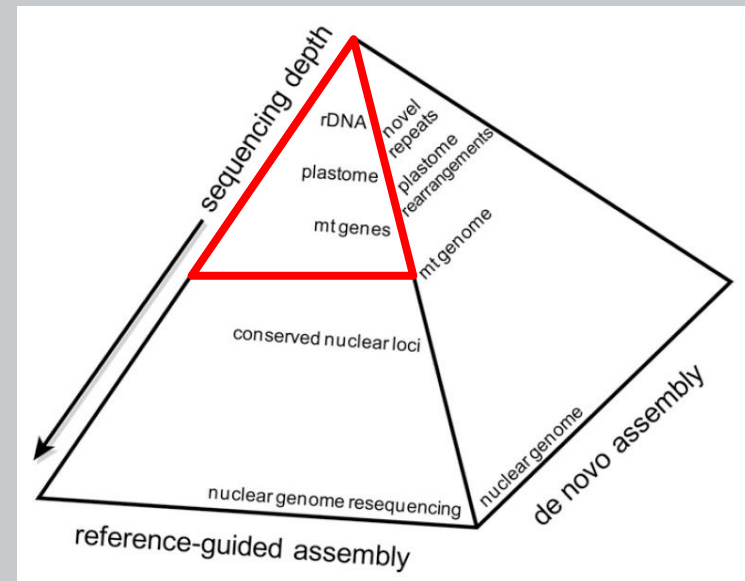 sequencing depth
rDNA
novel
repeats
plastome
plastome
rearrangements
mt genes
mt genome
conserved nuclear loci
nuclear genome resequencing
nuclear genome
reference-guided assembly
de novo assembly